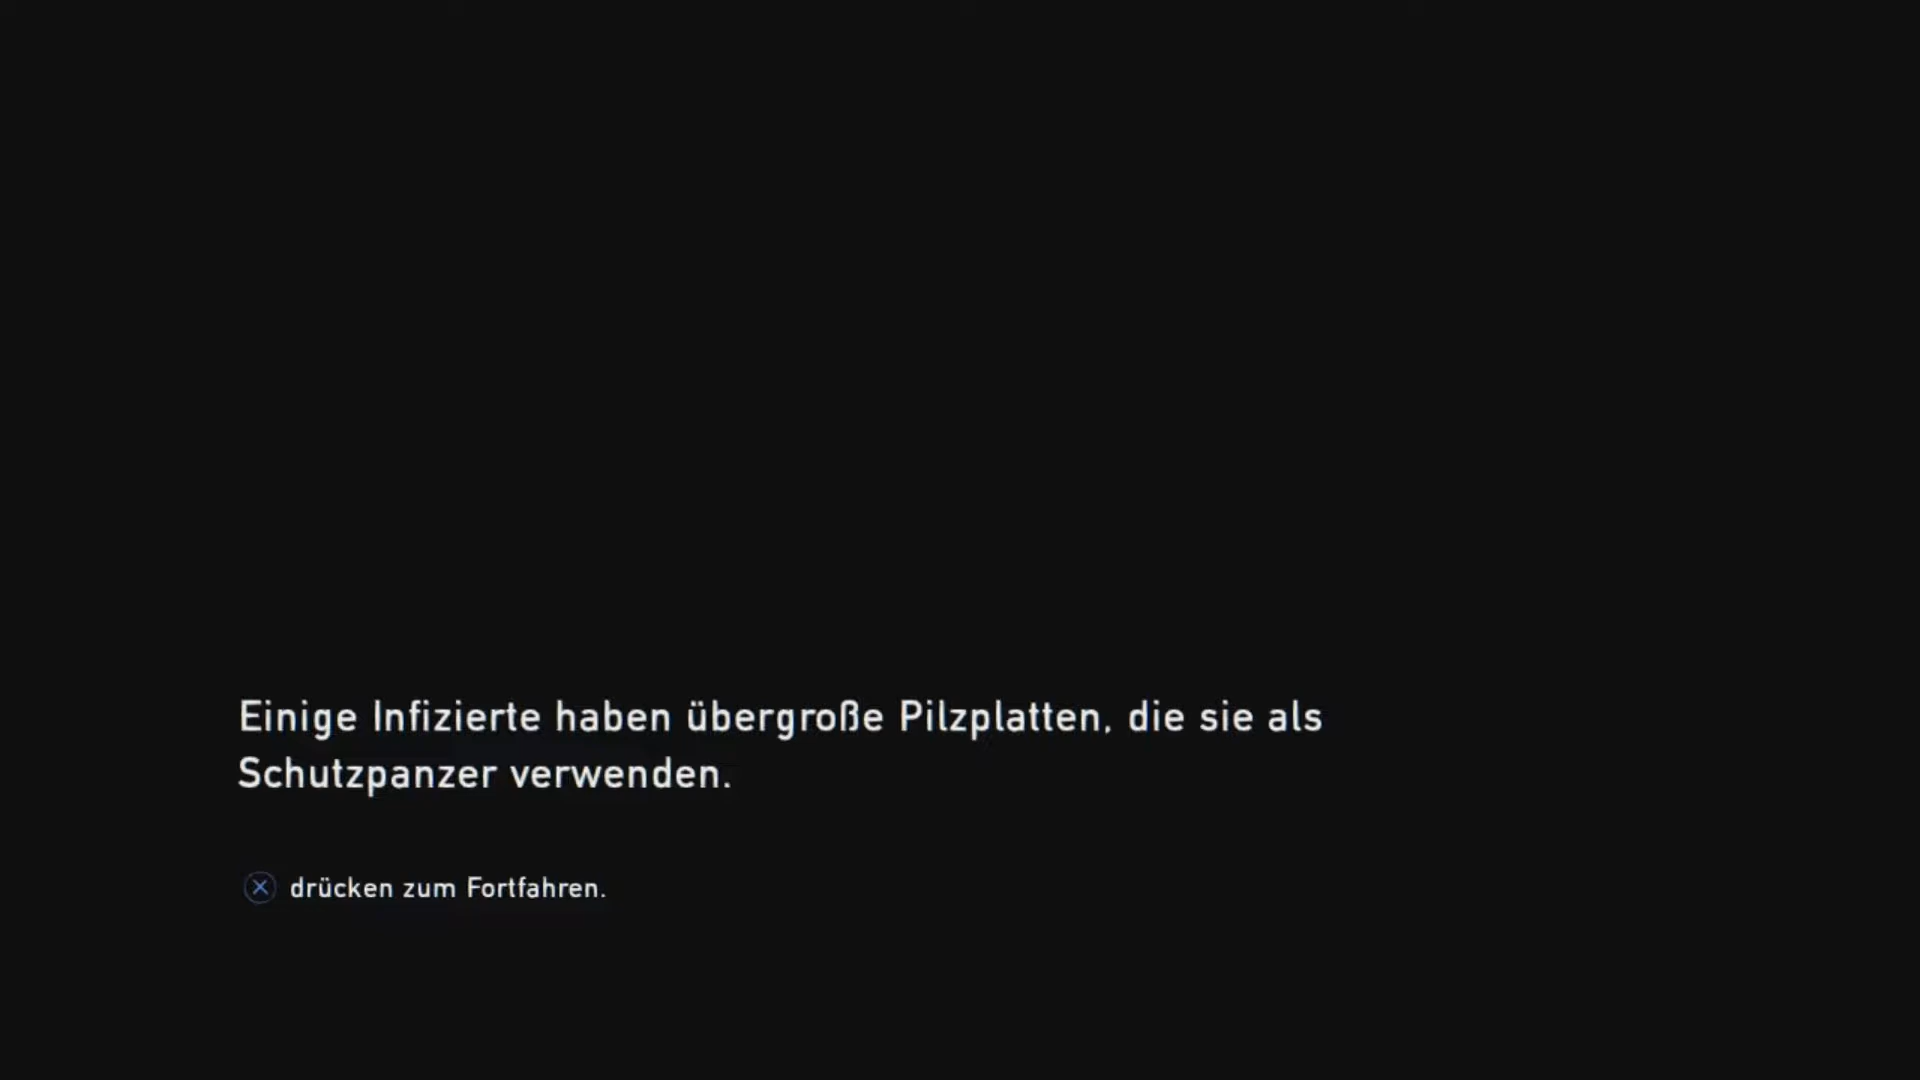 Einige Infizierte haben übergroße Pilzplatten, die sie als
Schutzpanzer verwenden.
drücken zum Fortfahren.